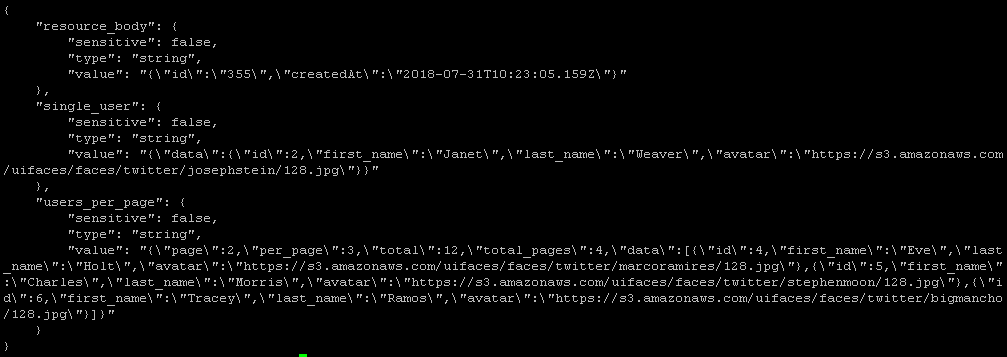 {
    "resource_body": {
        "sensitive": false,
        "type": "string",
        "value": "{\"id\":\"355\",\"createdAt\":\"2018-07-31T10:23:05.159Z\"}"
    },
    "single_user": {
        "sensitive": false,
        "type": "string",
        "value": "{\"data\":{\"id\":2,\"first_name\":\"Janet\",\"last_name\":\"Weaver\",\"avatar\":\"https://s3.amazonaws.com
/uifaces/faces/twitter/josephstein/128.jpg\"}}"
    },
    "users_per_page": {
        "sensitive": false,
        "type": "string",
        "value": "{\"page\":2,\"per_page\":3,\"total\":12,\"total_pages\":4,\"data\":[{\"id\":4,\"first_name\":\"Eve\",\"last
_name\":\"Holt\",\"avatar\":\"https://s3.amazonaws.com/uifaces/faces/twitter/marcoramires/128.jpg\"},{\"id\":5,\"first_name\"
:\"Charles\",\"last_name\":\"Morris\",\"avatar\":\"https://s3.amazonaws.com/uifaces/faces/twitter/stephenmoon/128.jpg\"},{\"i
d\":6,\"first_name\":\"Tracey\",\"last_name\":\"Ramos\",\"avatar\":\"https://s3.amazonaws.com/uifaces/faces/twitter/bigmancho
/128.jpg\"}]}"
    }
}